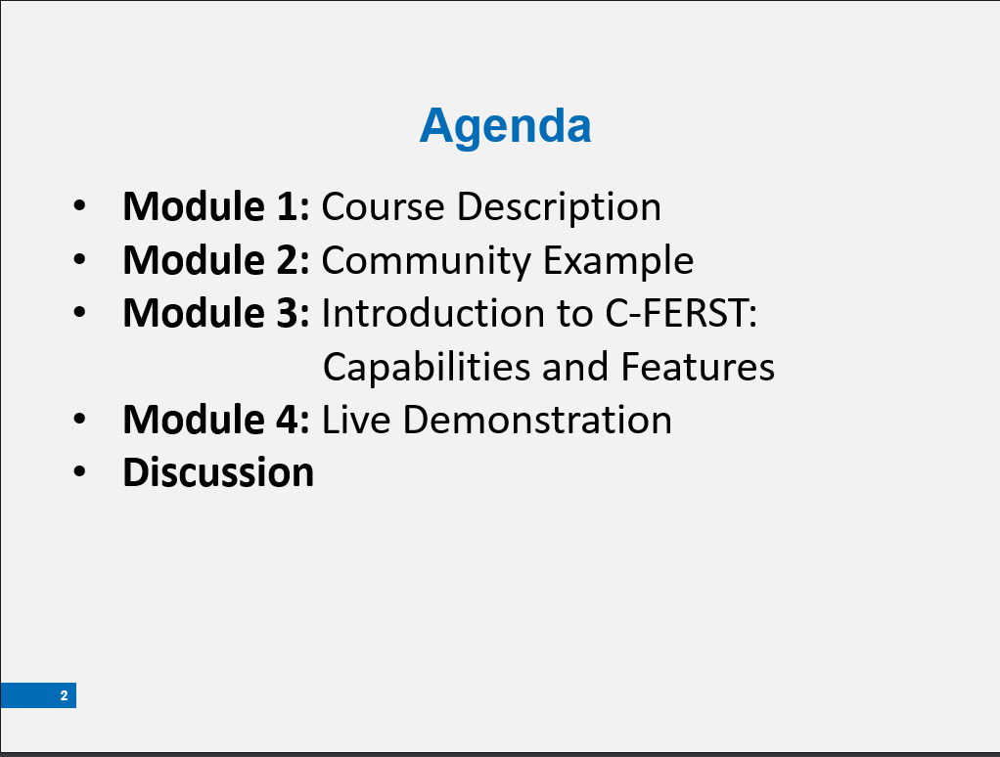 Agenda
• Module 1: Course Description
• Module 2: Community Example
• Module 3: Introduction to C-FERST:
Capabilities and Features
• Module 4: Live Demonstration
• Discussion
2